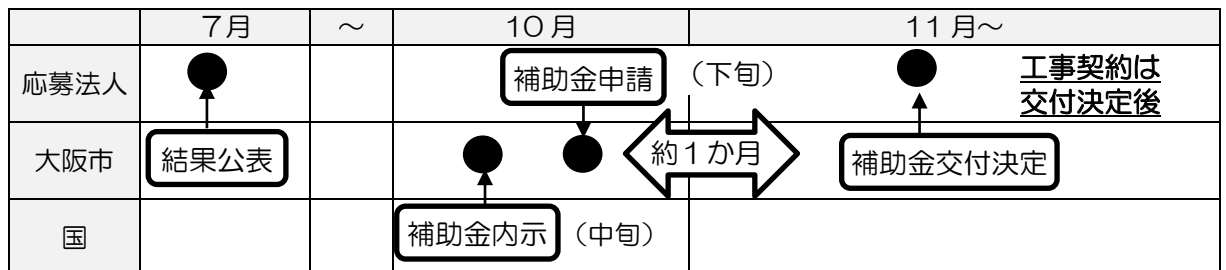 7月
～
10月
11月～
応募法人
補助金申請
（下旬）
工事契約は
交付決定後
大阪市
結果公表
約1か月
補助金交付決定
国
補助金内示
（中旬）